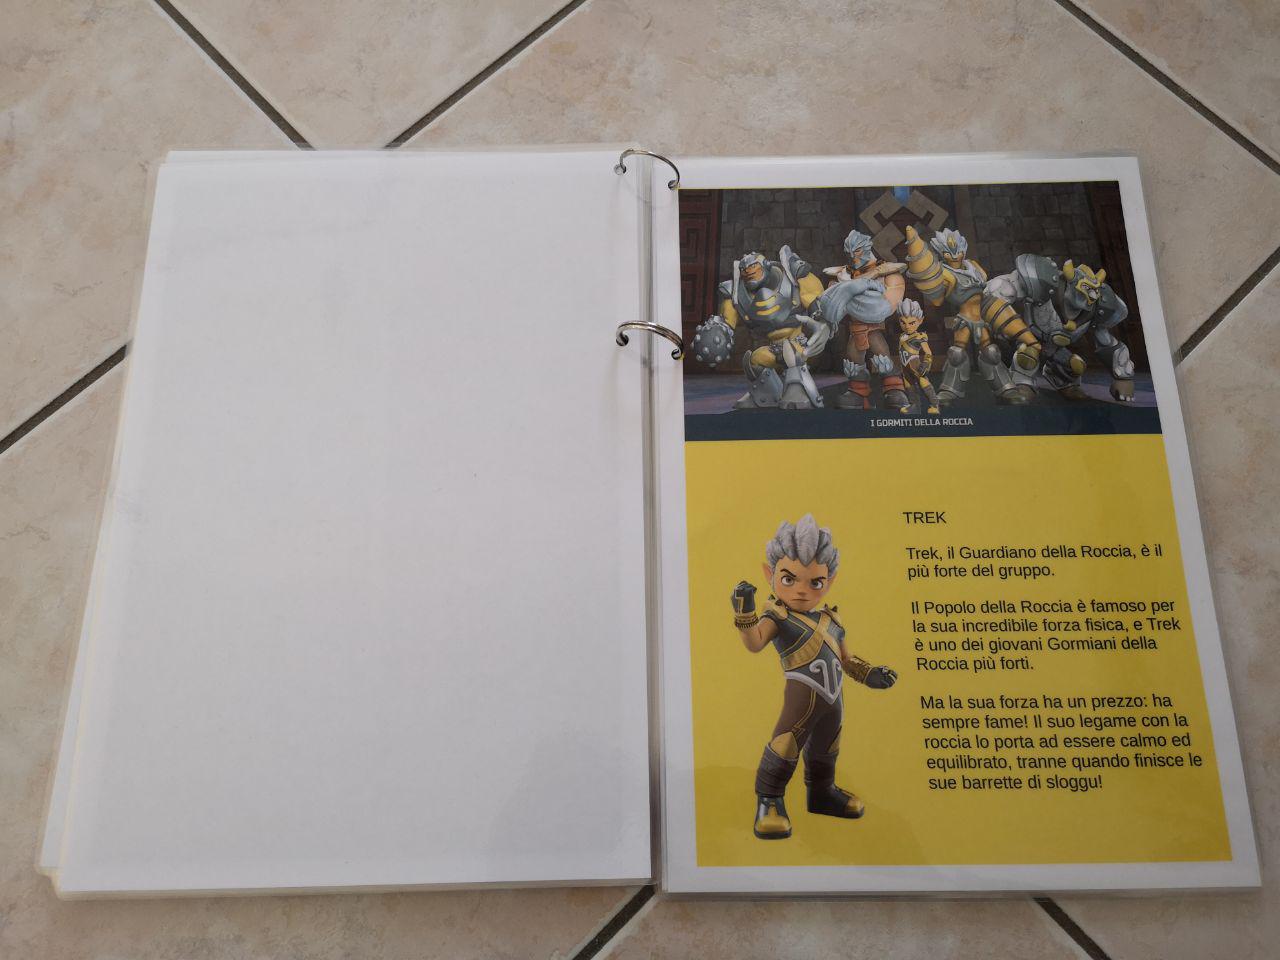 I GORMITI DELLA ROCCIA
TREK
Trek, il Guardiano della Roccia, è il
più forte del gruppo.
Il Popolo della Roccia è famoso per
la sua incredibile forza fisica, e Trek
è uno dei giovani Gormiani della
Roccia più forti.
Ma la sua forza ha un prezzo: ha
sempre fame! Il suo legame con la
roccia lo porta ad essere calmo ed
equilibrato, tranne quando finisce le
sue barrette di sloggu!